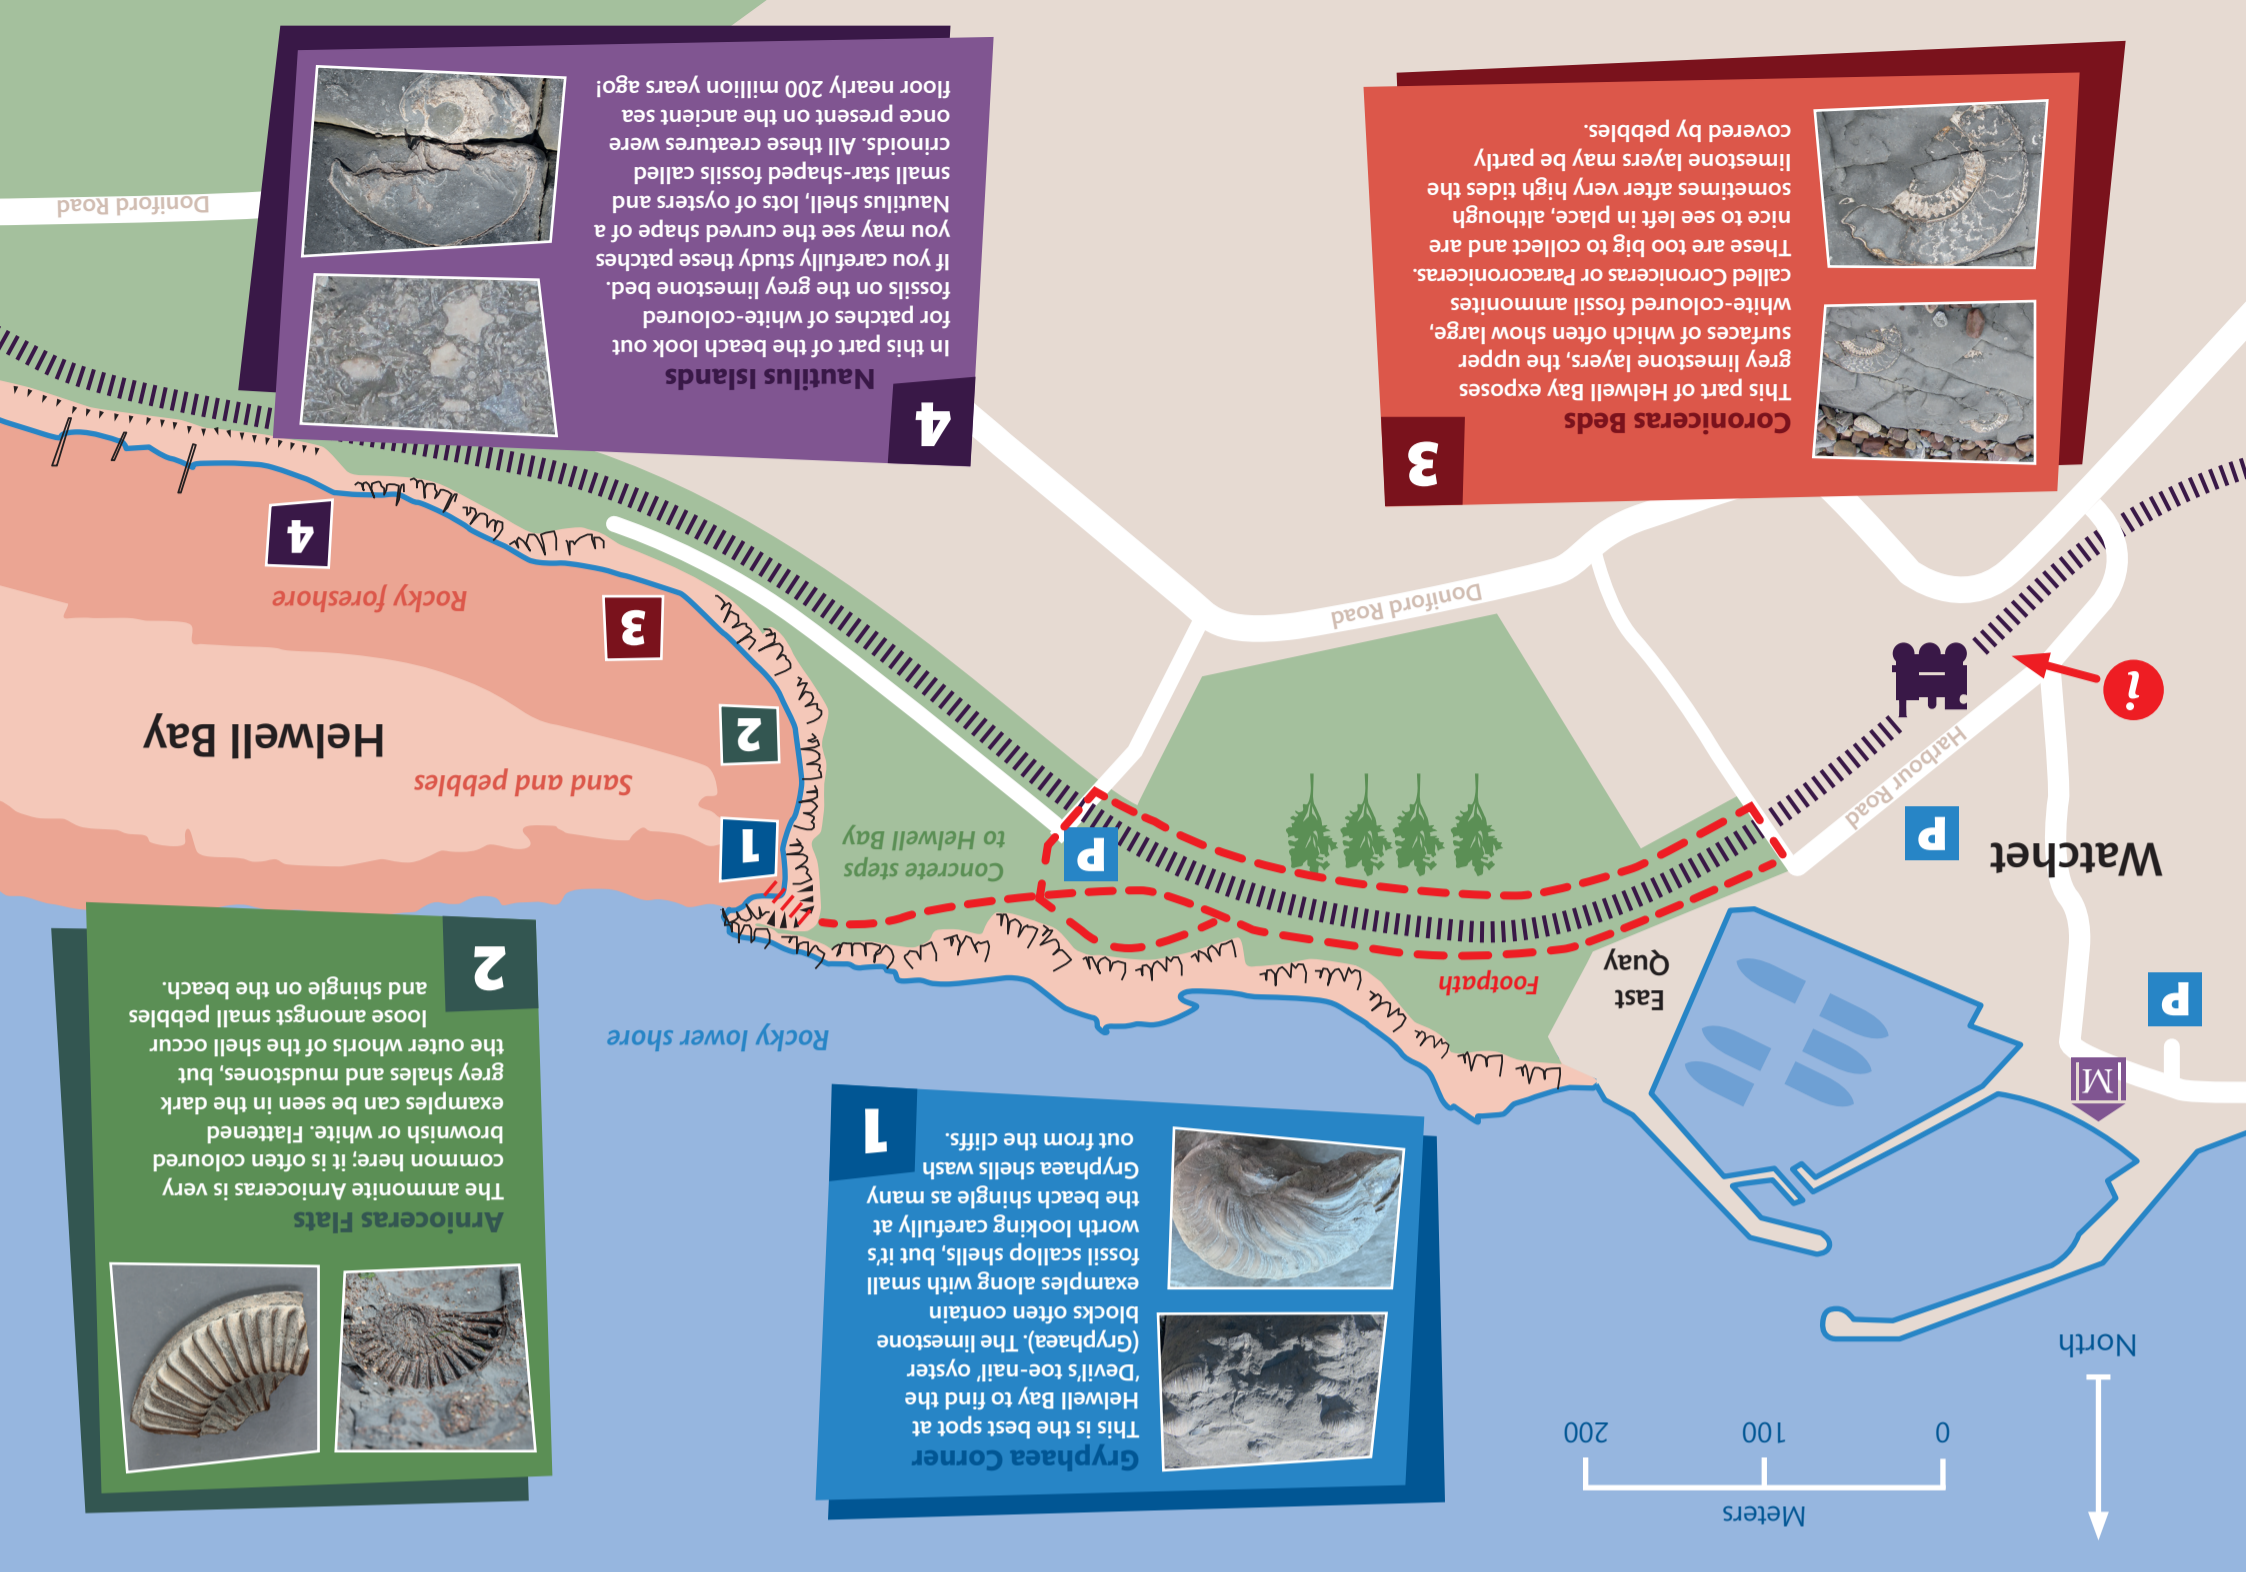 North
Meters
0 100 200
Gryphaea Corner
This is the best spot at
Helwell Bay to find the
'Devil's toe-nail' oyster
(Gryphaea). The limestone
blocks often contain
examples along with small
fossil scallop shells, but it's
worth looking carefully at
the beach shingle as many
Gryphaea shells wash
out from the cliffs.
1
Arnioceras Flats
The ammonite Arnioceras is very
common here; it is often coloured
brownish or white. Flattened
examples can be seen in the dark
grey shales and mudstones, but
the outer whorls of the shell occur
loose amongst small pebbles
and shingle on the beach.
2
M
P
Watchet
P
East
Quay
Footpath
Rocky lower shore
Harbour Road
i
P
Concrete steps
to Helwell Bay
1
2
3
4
Sand and pebbles
Helwell Bay
Rocky foreshore
Doniford Road
Doniford Road
3
Coroniceras Beds
This part of Helwell Bay exposes
grey limestone layers, the upper
surfaces of which often show large,
white-coloured fossil ammonites
called Coroniceras or Paracoroniceras.
These are too big to collect and are
nice to see left in place, although
sometimes after very high tides the
limestone layers may be partly
covered by pebbles.
4
Nautilus Islands
In this part of the beach look out
for patches of white-coloured
fossils on the grey limestone bed.
If you carefully study these patches
you may see the curved shape of a
Nautilus shell, lots of oysters and
small star-shaped fossils called
crinoids. All these creatures were
once present on the ancient sea
floor nearly 200 million years ago!